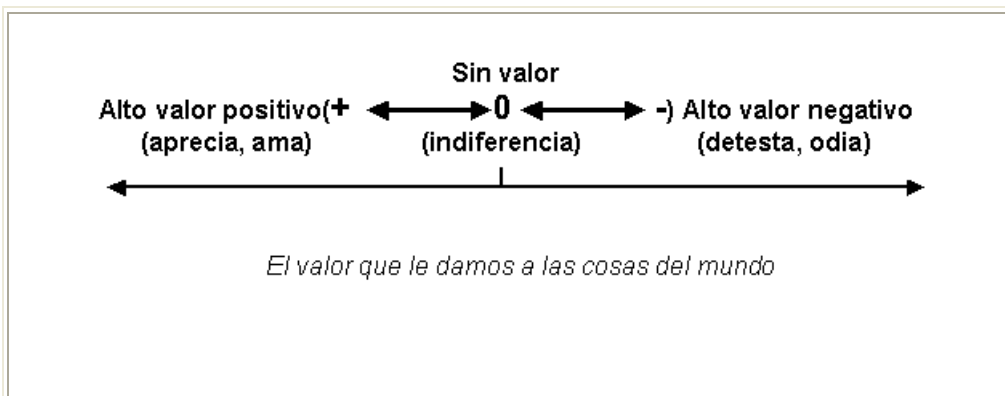 Sin valor
Alto valor positivo(+ 0 -) Alto valor negativo
(aprecia, ama) (indiferencia) (detesta, odia)
El valor que le damos a las cosas del mundo